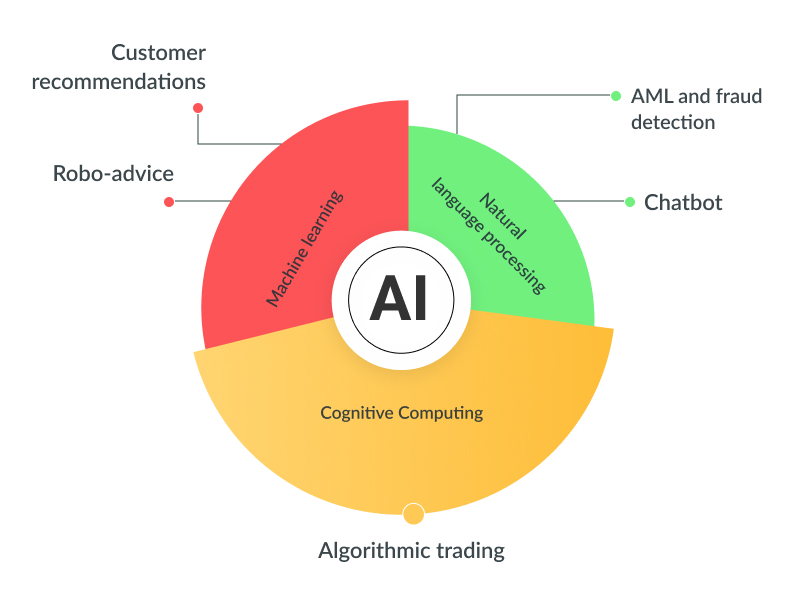 Customer
recommendations
AML and fraud
detection
Robo-advice
Chatbot
Machine learning
Natural
language processing
AI
Cognitive Computing
Algorithmic trading